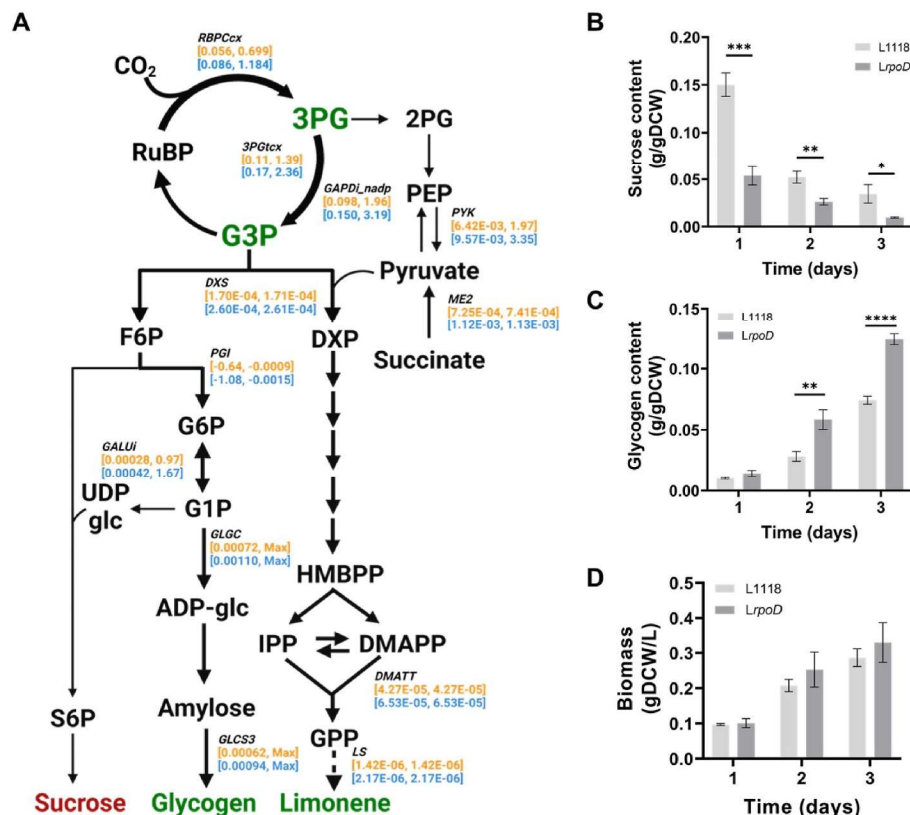 A
RBPCcx
[0.056, 0.699]
[0.086, 1.184]
CO2
3PG
2PG
RuBP
3PGtcx
[0.11, 1.39]
[0.17, 2.36]
GAPDi_nadp
[0.098, 1.96]
[0.150, 3.19]
PEP
PYK
[6.42E-03, 1.97]
[9.57E-03, 3.35]
G3P
Pyruvate
DXS
[1.70E-04, 1.71E-04]
[2.60E-04, 2.61E-04]
ME2
[7.25E-04, 7.41E-04]
[1.12E-03, 1.13E-03]
F6P
DXP
Succinate
PGI
[-0.64, -0.0009]
[-1.08, -0.0015]
G6P
GALUi
[0.00028, 0.97]
[0.00042, 1.67]
UDP
glc
G1P
GLGC
[0.00072, Max]
[0.00110, Max]
HMBPP
ADP-glc
IPP
DMAPP
DMATT
[4.27E-05, 4.27E-05]
[6.53E-05, 6.53E-05]
S6P
Amylose
GPP
GLCS3
[0.00062, Max]
[0.00094, Max]
LS
[1.42E-06, 1.42E-06]
[2.17E-06, 2.17E-06]
Sucrose
Glycogen
Limonene
B
Sucrose content
(g/gDCW)
0.20
0.15
0.10
0.05
0.00
***
**
*
L1118
LrpoD
1 2 3
Time (days)
C
Glycogen content
(g/gDCW)
0.15
0.10
0.05
0.00
**
****
L1118
LrpoD
1 2 3
Time (days)
D
Biomass
(gDCW/L)
0.5
0.4
0.3
0.1
0.0
L1118
LrpoD
1 2 3
Time (days)